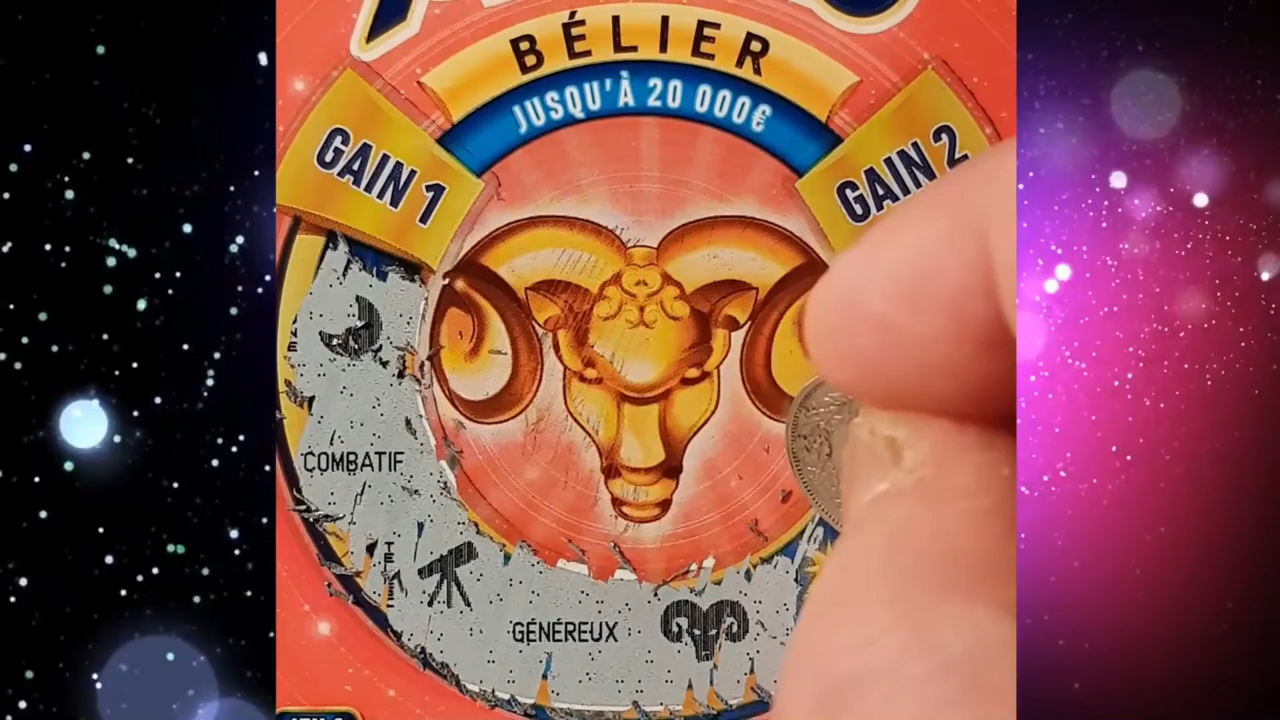 BÉLIER
JUSQU'À 20 000€
GAIN 1
GAIN 2
COMBATIF
GÉNÉREUX